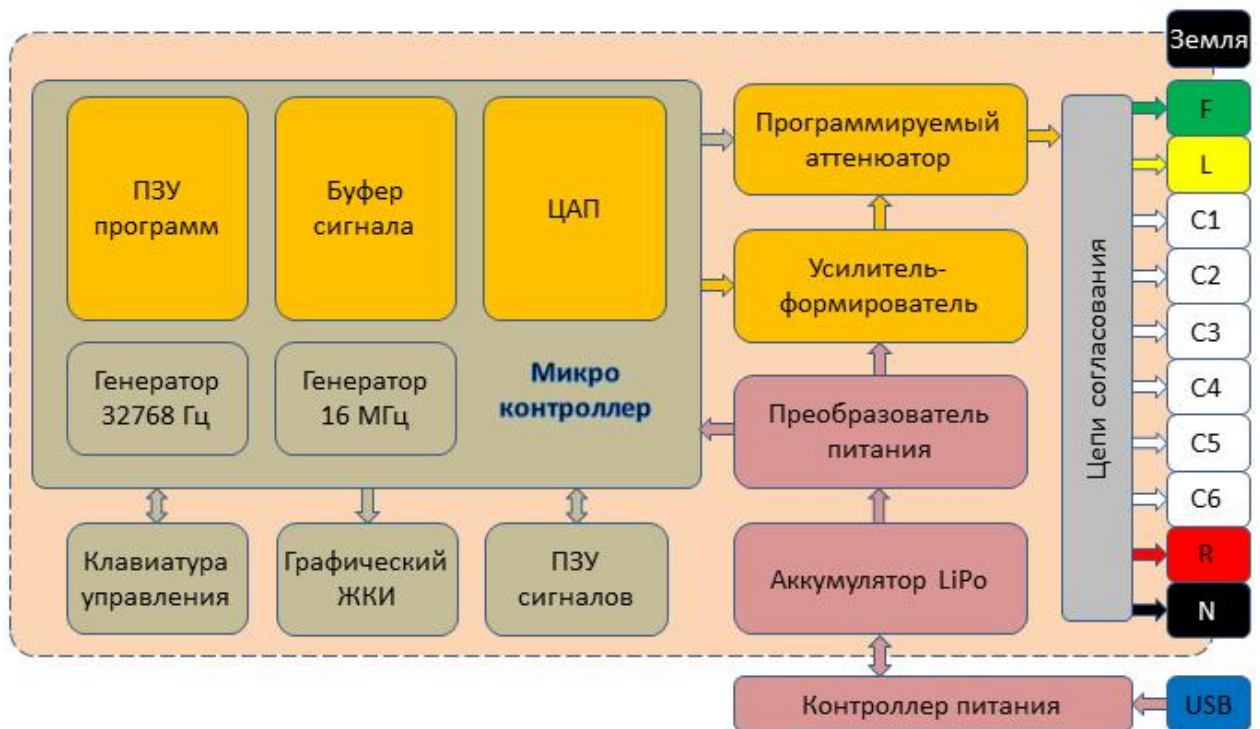 Земля
ПЗУ
программ
Буфер
сигнала
ЦАП
Программируемый
аттенюатор
Усилитель-
формирователь
Генератор
32768 Гц
Генератор
16 МГц
Микро
контроллер
Преобразователь
питания
Клавиатура
управления
Графический
ЖКИ
ПЗУ
сигналов
Аккумулятор LiPo
Контроллер питания
Цепи согласования
F
L
C1
C2
C3
C4
C5
C6
R
N
USB